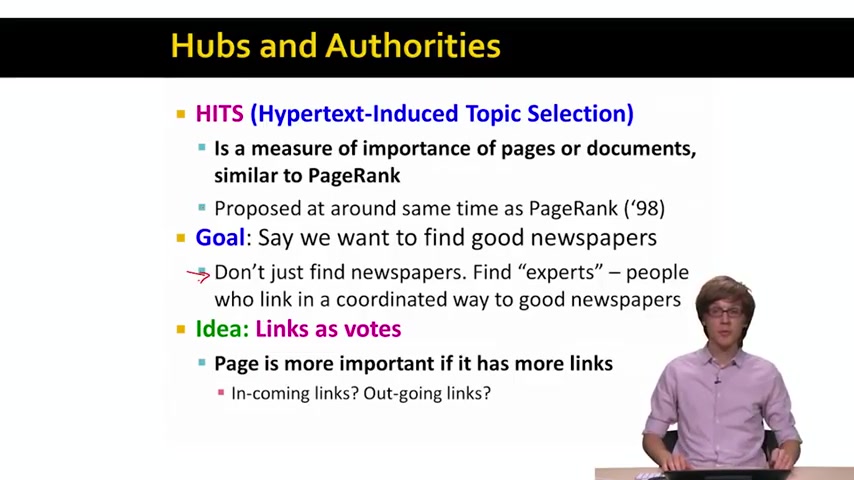 Hubs and Authorities
HITS (Hypertext-Induced Topic Selection)
Is a measure of importance of pages or documents,
similar to PageRank
Proposed at around same time as PageRank (‘98)
Goal: Say we want to find good newspapers
Don’t just find newspapers. Find “experts” – people
who link in a coordinated way to good newspapers
Idea: Links as votes
Page is more important if it has more links
In-coming links? Out-going links?